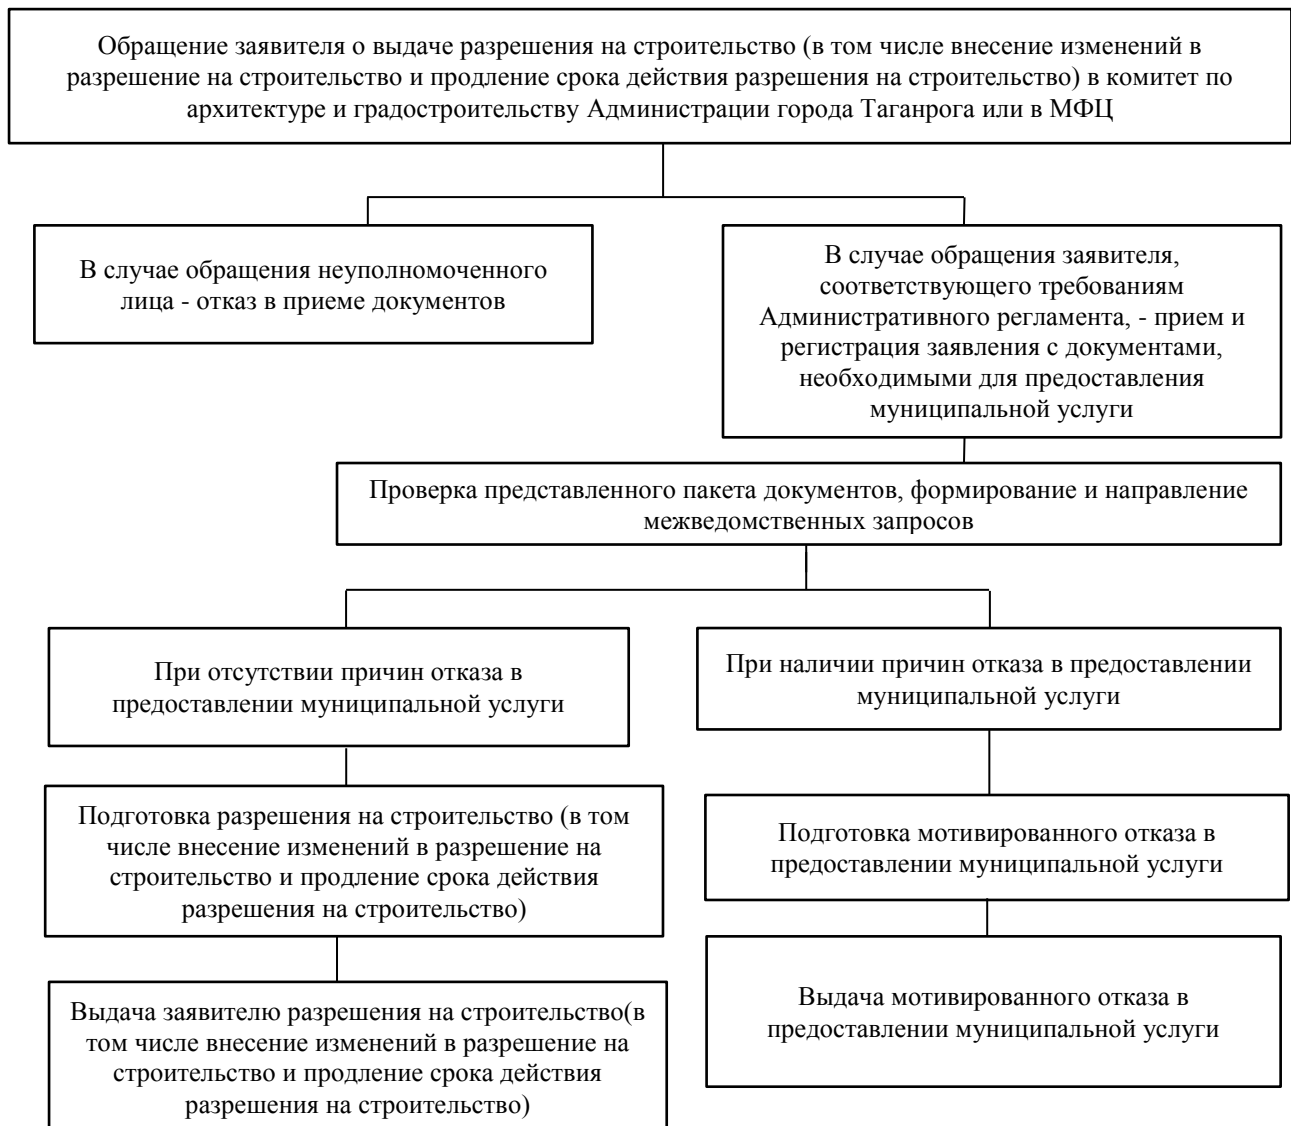 Обращение заявителя о выдаче разрешения на строительство (в том числе внесение изменений в
разрешение на строительство и продление срока действия разрешения на строительство) в комитет по
архитектуре и градостроительству Администрации города Таганрога или в МФЦ
В случае обращения неуполномоченного
лица - отказ в приеме документов
В случае обращения заявителя,
соответствующего требованиям
Административного регламента, - прием и
регистрация заявления с документами,
необходимыми для предоставления
муниципальной услуги
Проверка представленного пакета документов, формирование и направление
межведомственных запросов
При отсутствии причин отказа в
предоставлении муниципальной услуги
При наличии причин отказа в предоставлении
муниципальной услуги
Подготовка разрешения на строительство (в том
числе внесение изменений в разрешение на
строительство и продление срока действия
разрешения на строительство)
Подготовка мотивированного отказа в
предоставлении муниципальной услуги
Выдача заявителю разрешения на строительство(в
том числе внесение изменений в разрешение на
строительство и продление срока действия
разрешения на строительство)
Выдача мотивированного отказа в
предоставлении муниципальной услуги